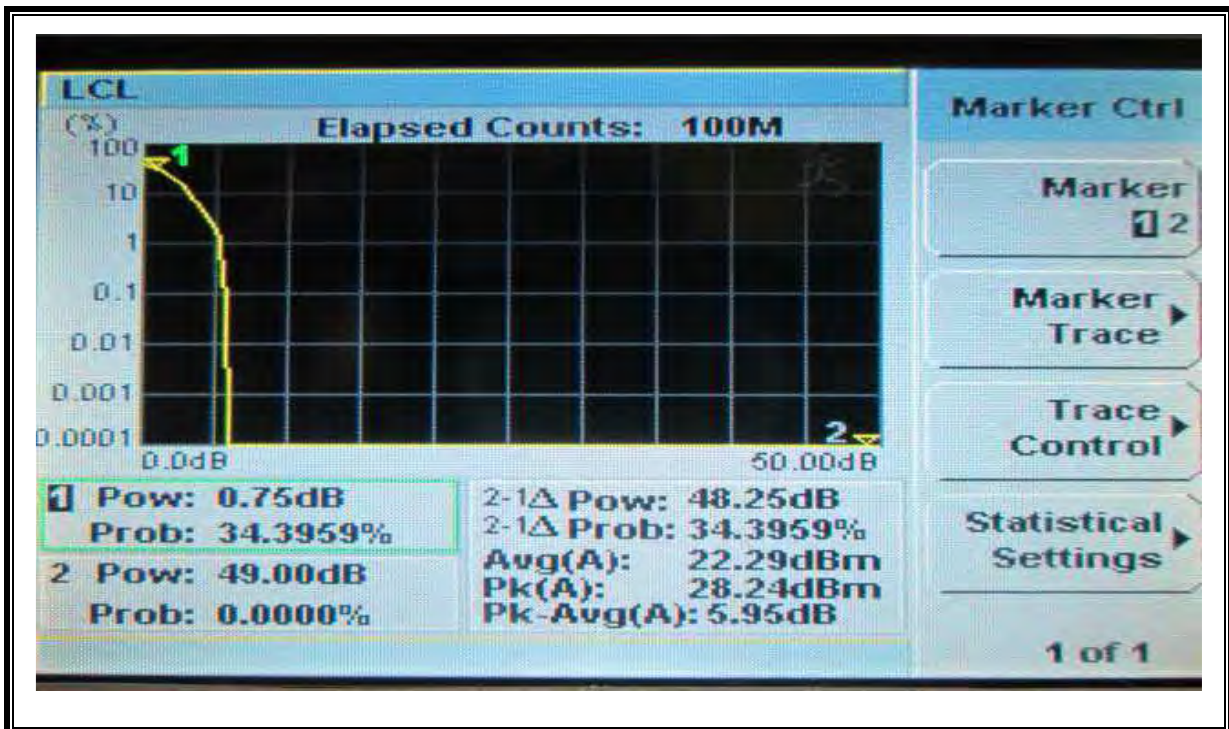 LCL
(%)
Elapsed Counts: 100M
100
10
1
0.1
0.01
0.001
0.0001
1
2
0.0dB
50.00dB
1 Pow: 0.75dB
Prob: 34.3959%
2 Pow: 49.00dB
Prob: 0.0000%
2-1Δ Pow: 48.25dB
2-1Δ Prob: 34.3959%
Avg(A): 22.29dBm
Pk(A): 28.24dBm
Pk-Avg(A): 5.95dB
Marker Ctrl
Marker
1 2
Marker
Trace
Trace
Control
Statistical
Settings
1 of 1